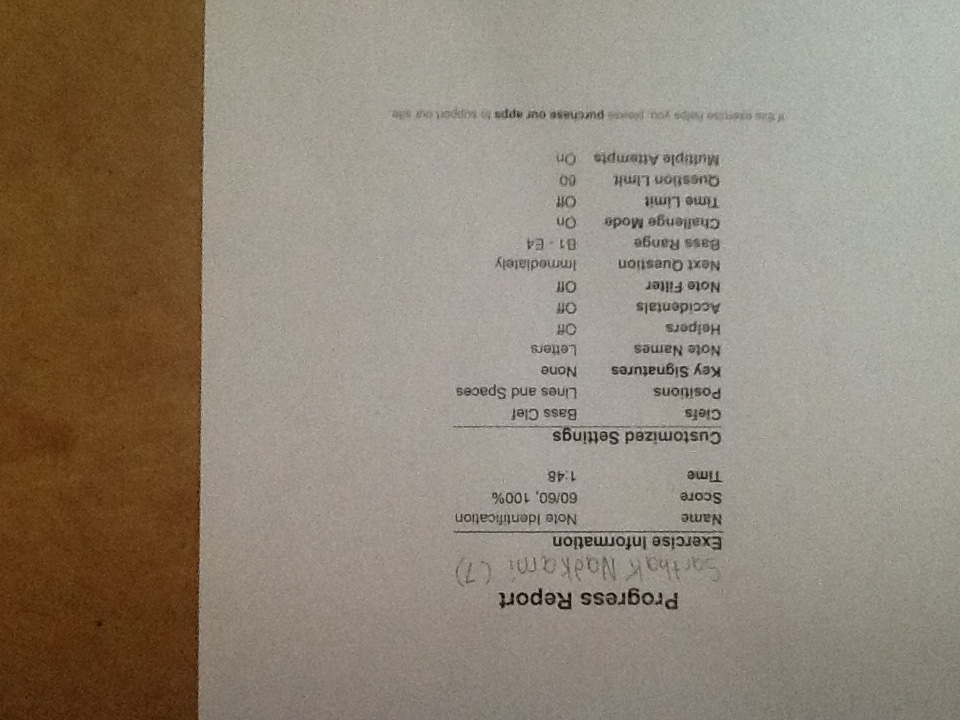 Progress Report
Sarthak Nadkarni (7)
Exercise Information
Name Note Identification
Score 60/60, 100%
Time 1:48
Customized Settings
Clefs Bass Clef
Positions Lines and Spaces
Key Signatures None
Note Names Letters
Helpers Off
Accidentals Off
Note Filter Off
Next Question Immediately
Bass Range B1 - E4
Challenge Mode On
Time Limit Off
Question Limit 60
Multiple Attempts On
If this exercise helps you, please purchase our apps to support our site.